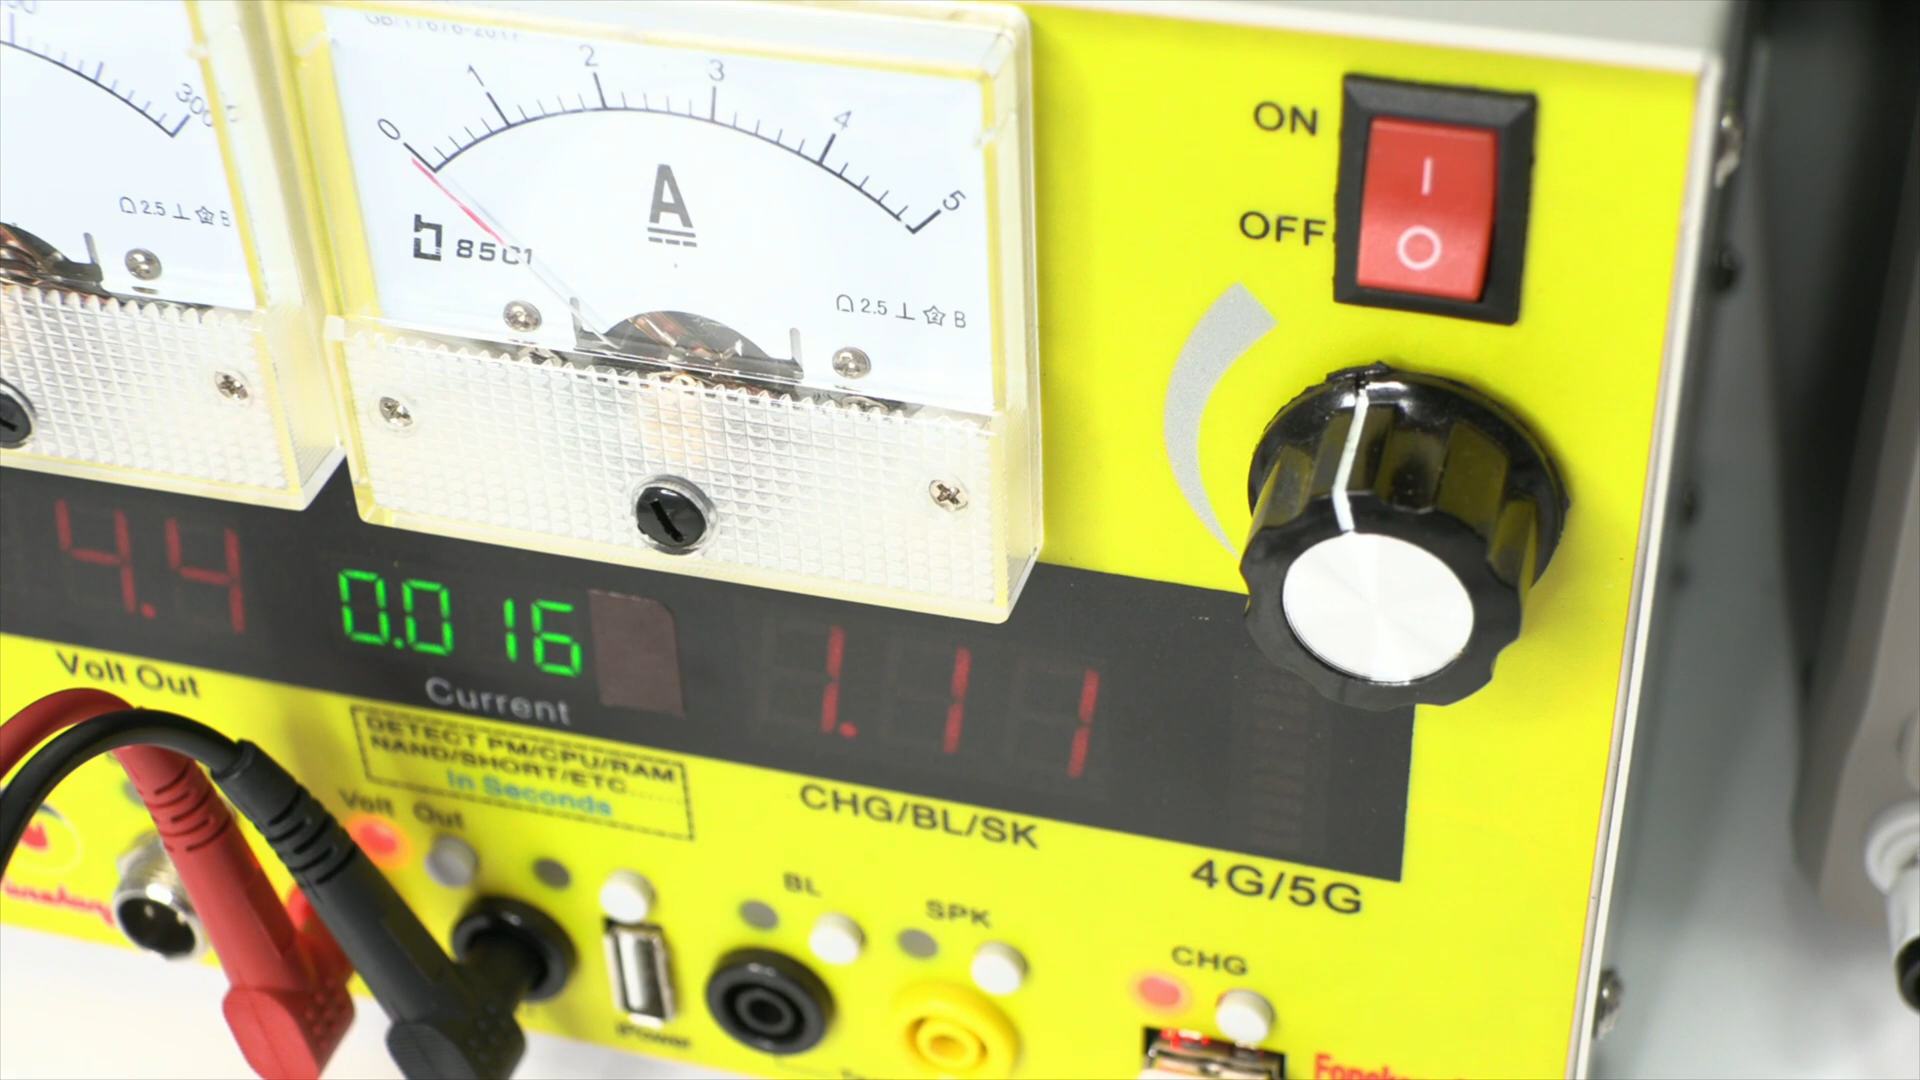 300
0 1 2 3 4 5
A
85C1
2.5 ⊥ B
2.5 ⊥ 2 B
ON
OFF
I
O
4.4
0.016
1.11
Volt Out
Current
CHG/BL/SK
4G/5G
DETECT PM/CPU/RAM
NAND/SHORT/ETC......
In Seconds
Volt Out
BL
SPK
CHG
iPower